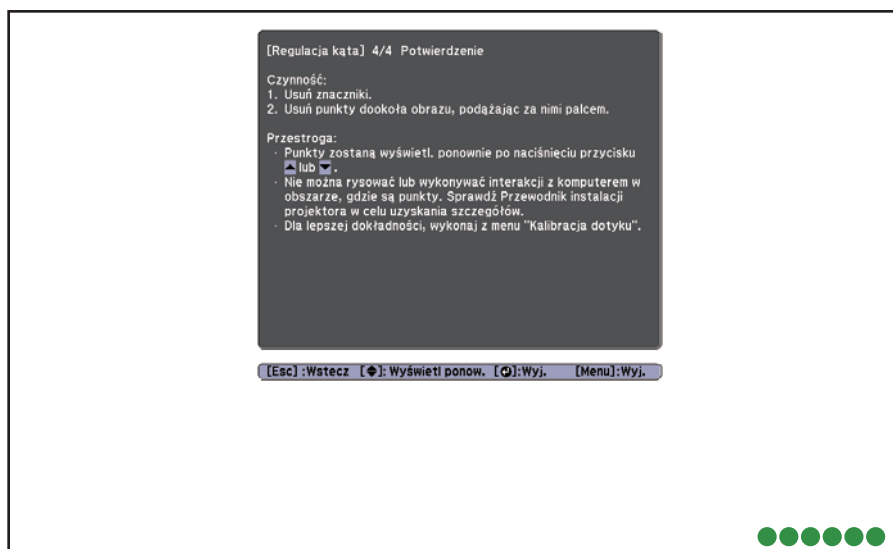 [Regulacja kąta] 4/4 Potwierdzenie
Czynność:
1. Usuń znaczniki.
2. Usuń punkty dookoła obrazu, podążając za nimi palcem.
Przestroga:
· Punkty zostaną wyświetl. ponownie po naciśnięciu przycisku
▲ lub ▼.
· Nie można rysować lub wykonywać interakcji z komputerem w
obszarze, gdzie są punkty. Sprawdź Przewodnik instalacji
projektora w celu uzyskania szczegółów.
· Dla lepszej dokładności, wykonaj z menu "Kalibracja dotyku".
[Esc] :Wstecz [◆]: Wyświetl ponow. [⏎]:Wyj. [Menu]:Wyj.